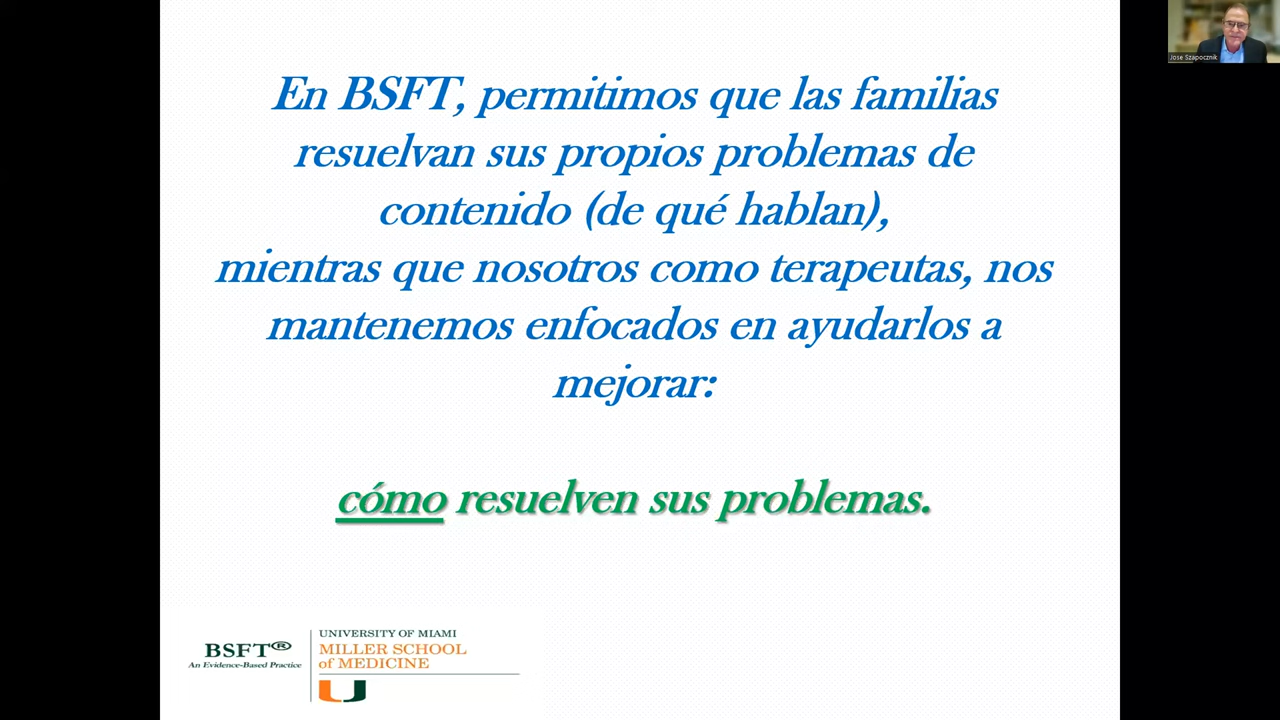 En BSFT, permitimos que las familias
resuelvan sus propios problemas de
contenido (de qué hablan),
mientras que nosotros como terapeutas, nos
mantenemos enfocados en ayudarlos a
mejorar:
cómo resuelven sus problemas.
BSFT®
An Evidence-Based Practice
UNIVERSITY OF MIAMI
MILLER SCHOOL
of MEDICINE
Jose Szapocznik